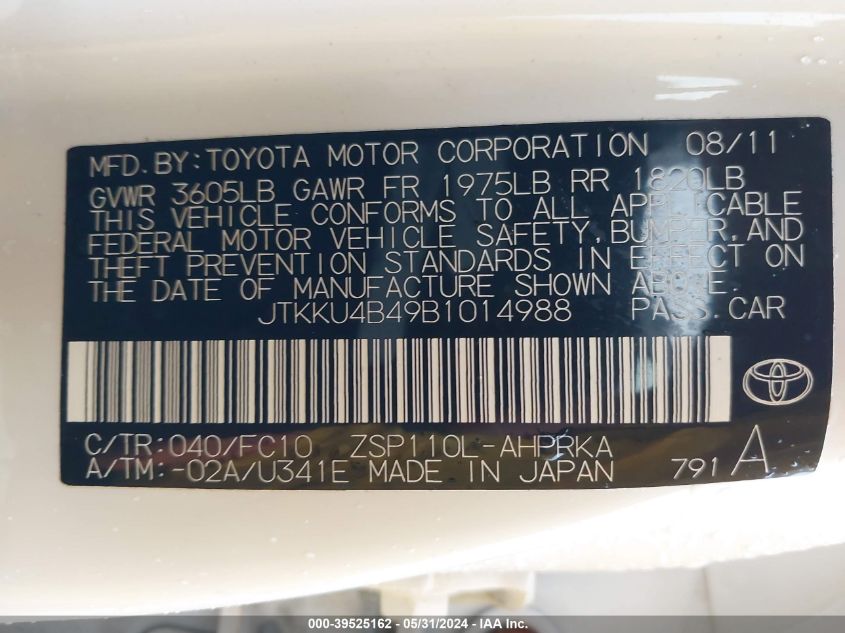 MFD.BY:TOYOTA MOTOR CORPORATION 08/11
GVWR 3605LB GAWR FR 1975LB RR 1820LB
THIS VEHICLE CONFORMS TO ALL APPLICABLE
FEDERAL MOTOR VEHICLE SAFETY,BUMPER,AND
THEFT PREVENTION STANDARDS IN EFFECT ON
THE DATE OF MANUFACTURE SHOWN ABOVE.
JTKKU4B49B1014988 PASS.CAR
C/TR:040/FC10 ZSP110L-AHPRKA
A/TM:-02A/U341E MADE IN JAPAN 791 A
000-39525162 - 05/31/2024 - IAA Inc.